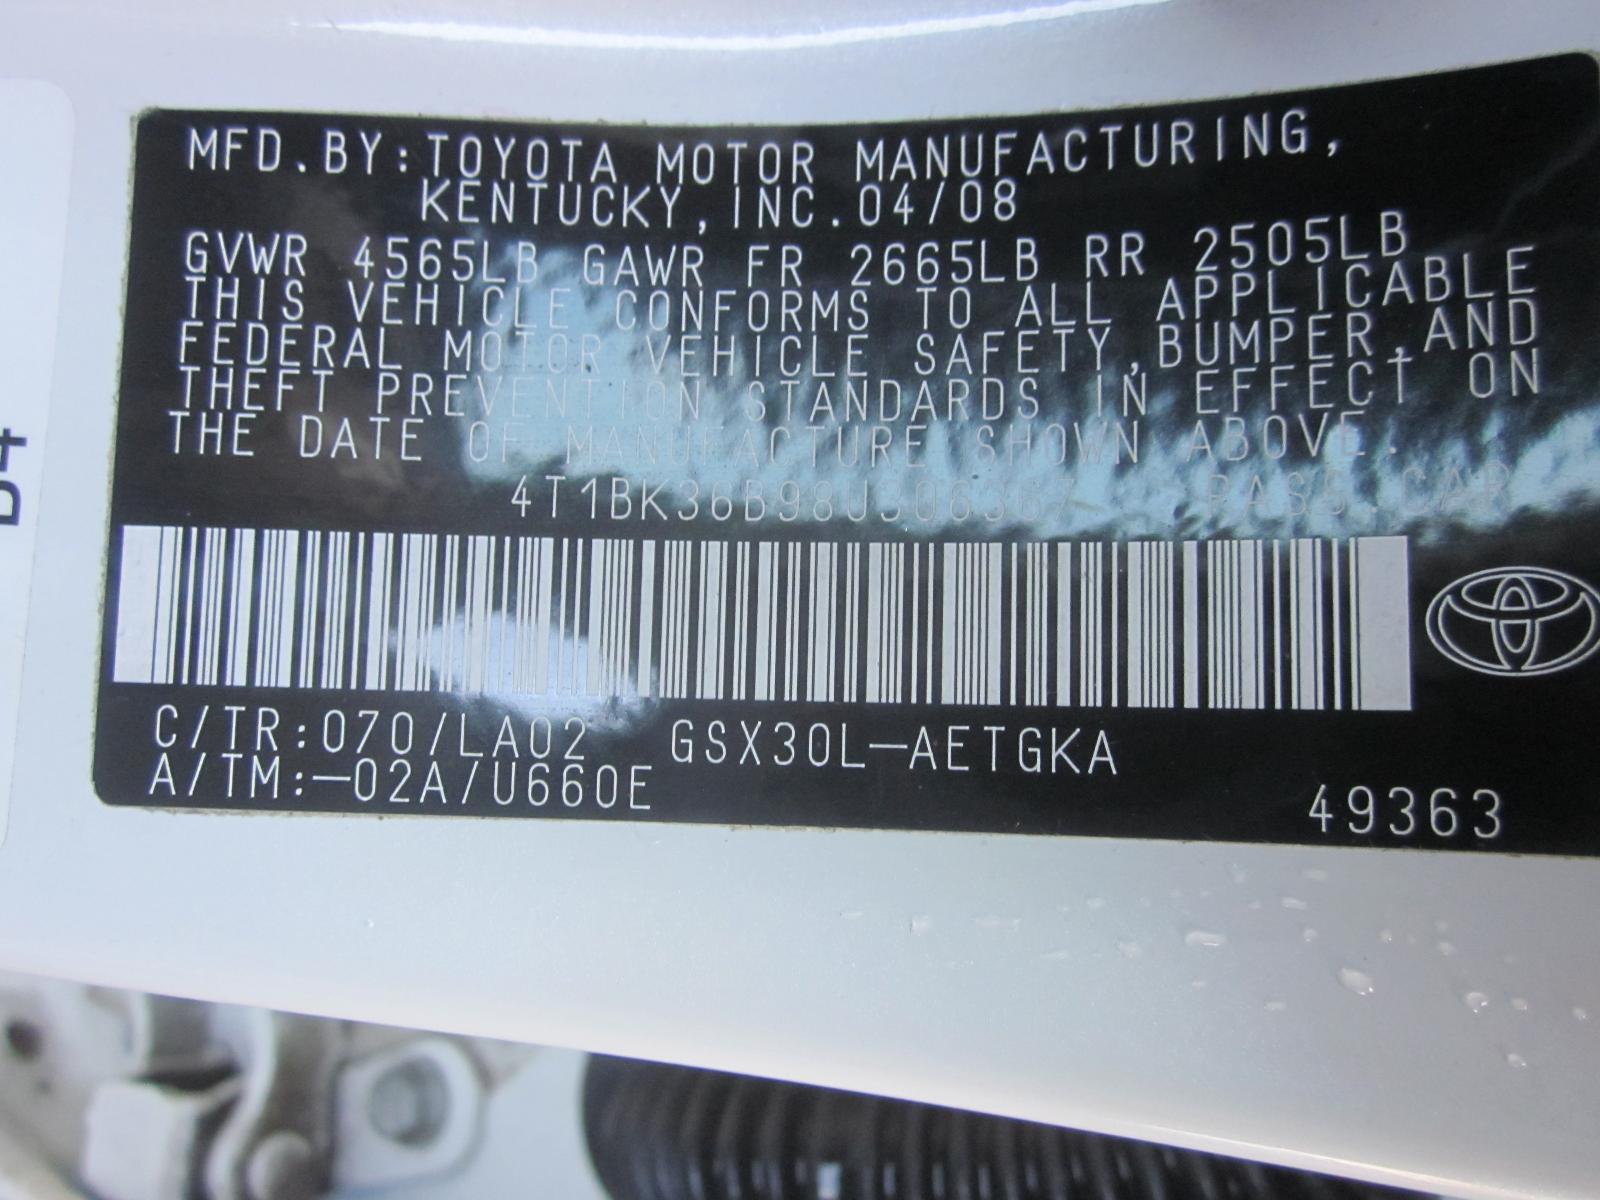 MFD.BY:TOYOTA MOTOR MANUFACTURING,
KENTUCKY,INC.04/08
GVWR 4565LB GAWR FR 2665LB RR 2505LB
THIS VEHICLE CONFORMS TO ALL APPLICABLE
FEDERAL MOTOR VEHICLE SAFETY,BUMPER,AND
THEFT PREVENTION STANDARDS IN EFFECT ON
THE DATE OF MANUFACTURE SHOWN ABOVE.
4T1BK36B98U306367 PASS.CAR
C/TR:070/LA02 GSX30L-AETGKA
A/TM:-02A/U660E
49363